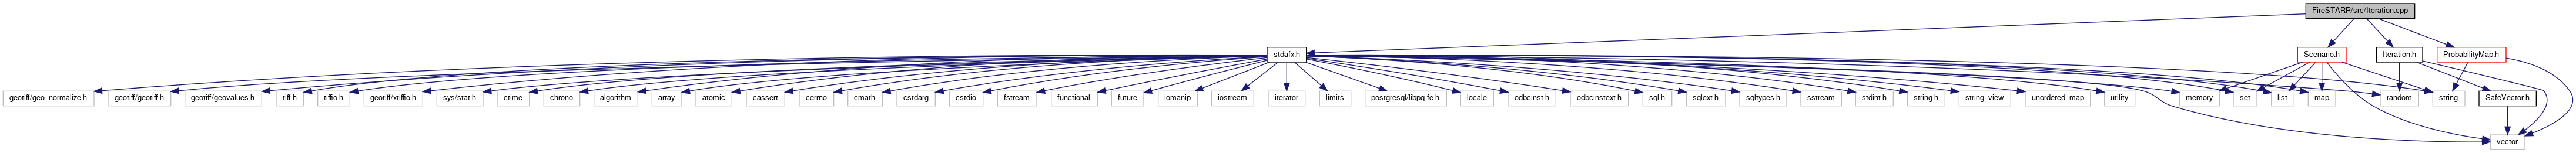 FireSTARR/src/Iteration.cpp
stdafx.h
Scenario.h
Iteration.h
ProbabilityMap.h
geotiff/geo_normalize.h
geotiff/geotiff.h
geotiff/geovalues.h
tiff.h
tiffio.h
geotiff/xtiffio.h
sys/stat.h
ctime
chrono
algorithm
array
atomic
cassert
cerrno
cmath
cstdarg
cstdio
fstream
functional
future
iomanip
iostream
iterator
limits
postgresql/libpq-fe.h
locale
odbcinst.h
odbcinstext.h
sql.h
sqlext.h
sqltypes.h
sstream
stdint.h
string.h
string_view
unordered_map
utility
memory
set
list
map
random
string
SafeVector.h
vector